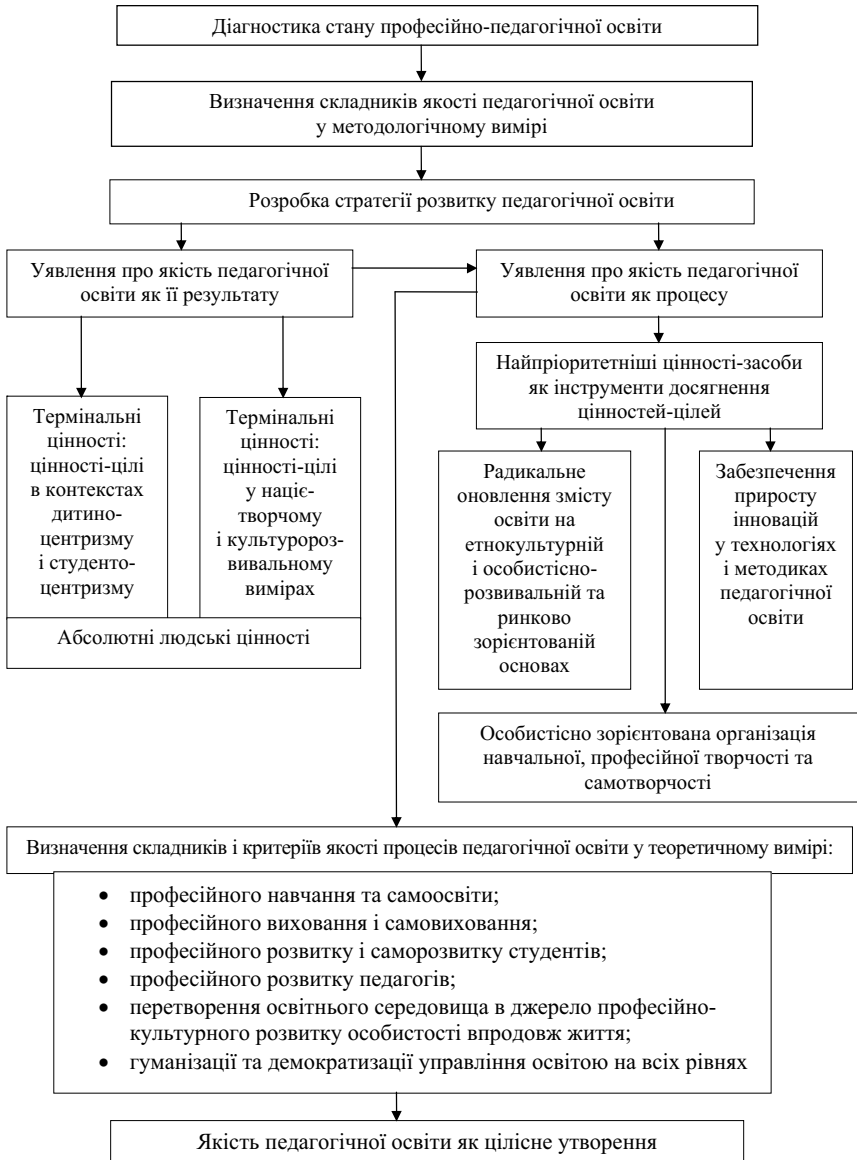 Діагностика стану професійно-педагогічної освіти
Визначення складників якості педагогічної освіти
у методологічному вимірі
Розробка стратегії розвитку педагогічної освіти
Уявлення про якість педагогічної
освіти як її результату
Уявлення про якість педагогічної
освіти як процесу
Найпріоритетніші цінності-засоби
як інструменти досягнення
цінностей-цілей
Термінальні
цінності:
цінності-цілі
в контекстах
дитино-
центризму
і студенто-
центризму
Термінальні
цінності:
цінності-цілі
у націє-
творчому
і культуророз-
вивальному
вимірах
Абсолютні людські цінності
Радикальне
оновлення змісту
освіти на
етнокультурній
і особистісно-
розвивальній та
ринково
зорієнтованій
основах
Забезпечення
приросту
інновацій
у технологіях
і методиках
педагогічної
освіти
Особистісно зорієнтована організація
навчальної, професійної творчості та
самотворчості
Визначення складників і критеріїв якості процесів педагогічної освіти у теоретичному вимірі:
• професійного навчання та самоосвіти;
• професійного виховання і самовиховання;
• професійного розвитку і саморозвитку студентів;
• професійного розвитку педагогів;
• перетворення освітнього середовища в джерело професійно-
культурного розвитку особистості впродовж життя;
• гуманізації та демократизації управління освітою на всіх рівнях
Якість педагогічної освіти як цілісне утворення